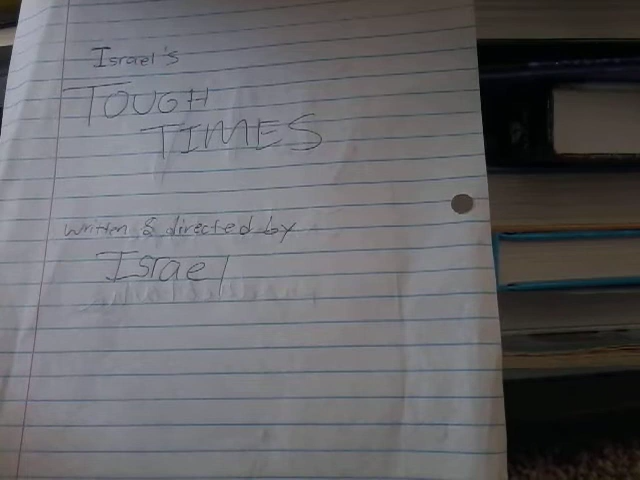 Israel's
TOUGH
TIMES
written & directed by
Israel